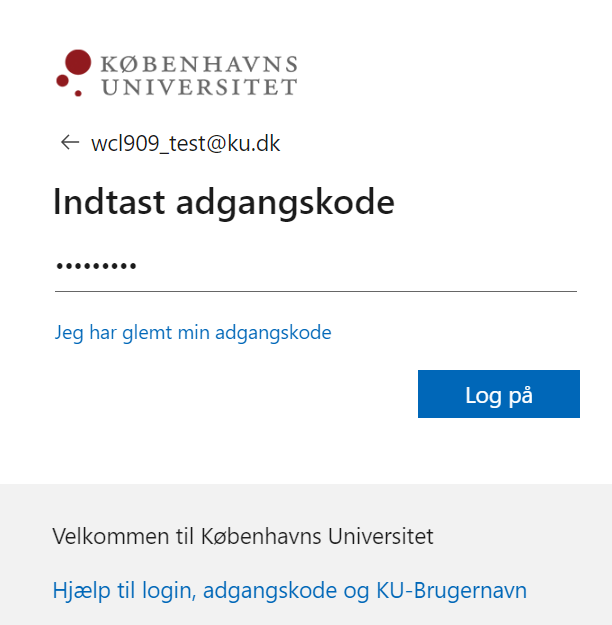 KØBENHAVNS
UNIVERSITET
← wcl909_test@ku.dk
Indtast adgangskode
•••••••••
Jeg har glemt min adgangskode
Log på
Velkommen til Københavns Universitet
Hjælp til login, adgangskode og KU-Brugernavn